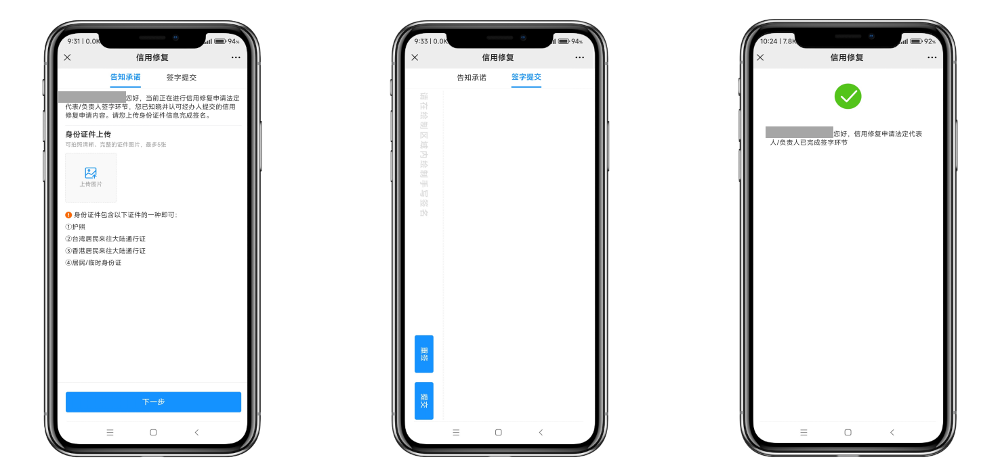 9:31 | 0.0K
94%
信用修复
告知承诺 签字提交
您好，当前正在进行信用修复申请法定
代表/负责人签字环节，您已知晓并认可经办人提交的信用
修复申请内容。请您上传身份证件信息完成签名。
身份证件上传
可拍照清晰、完整的证件图片，最多5张
上传图片
身份证件包含以下证件的一种即可：
①护照
②台湾居民来往大陆通行证
③香港居民来往大陆通行证
④居民/临时身份证
下一步
9:33 | 0.0K
94%
信用修复
告知承诺 签字提交
请在绘制区域内绘制手写签名
重签
提交
10:24 | 7.8K
92%
信用修复
您好，信用修复申请法定代表
人/负责人已完成签字环节